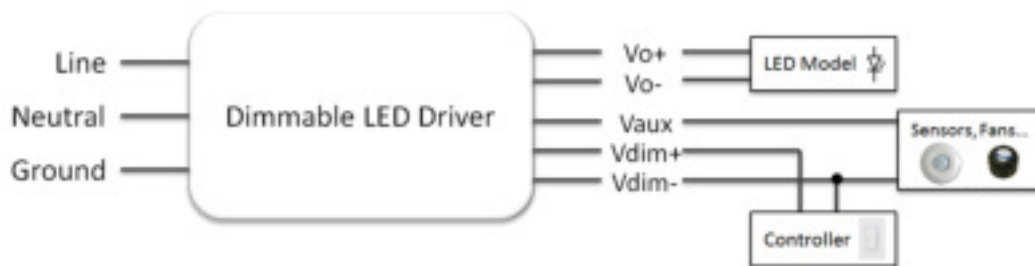 Line
Neutral
Ground
Dimmable LED Driver
Vo+
Vo-
Vaux
Vdim+
Vdim-
LED Model
Sensors, Fans...
Controller